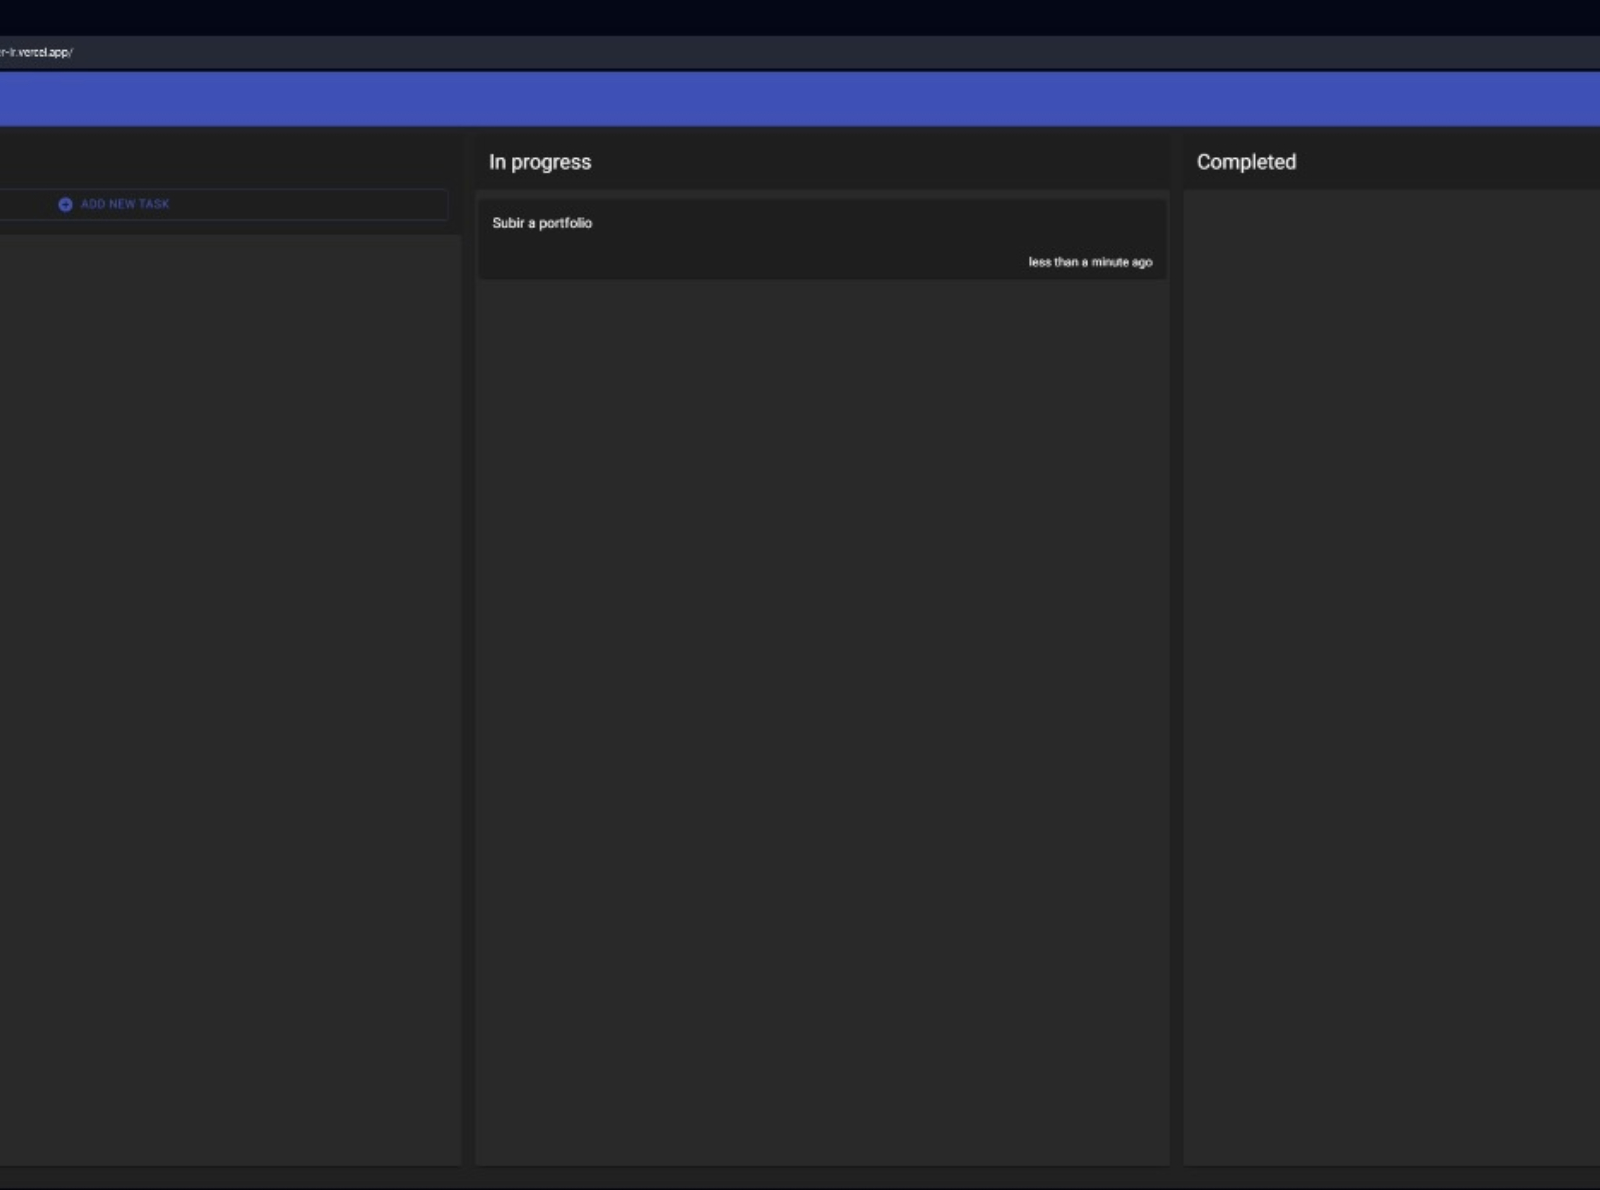 r-lr.vercel.app/
In progress
Completed
ADD NEW TASK
Subir a portfolio
less than a minute ago